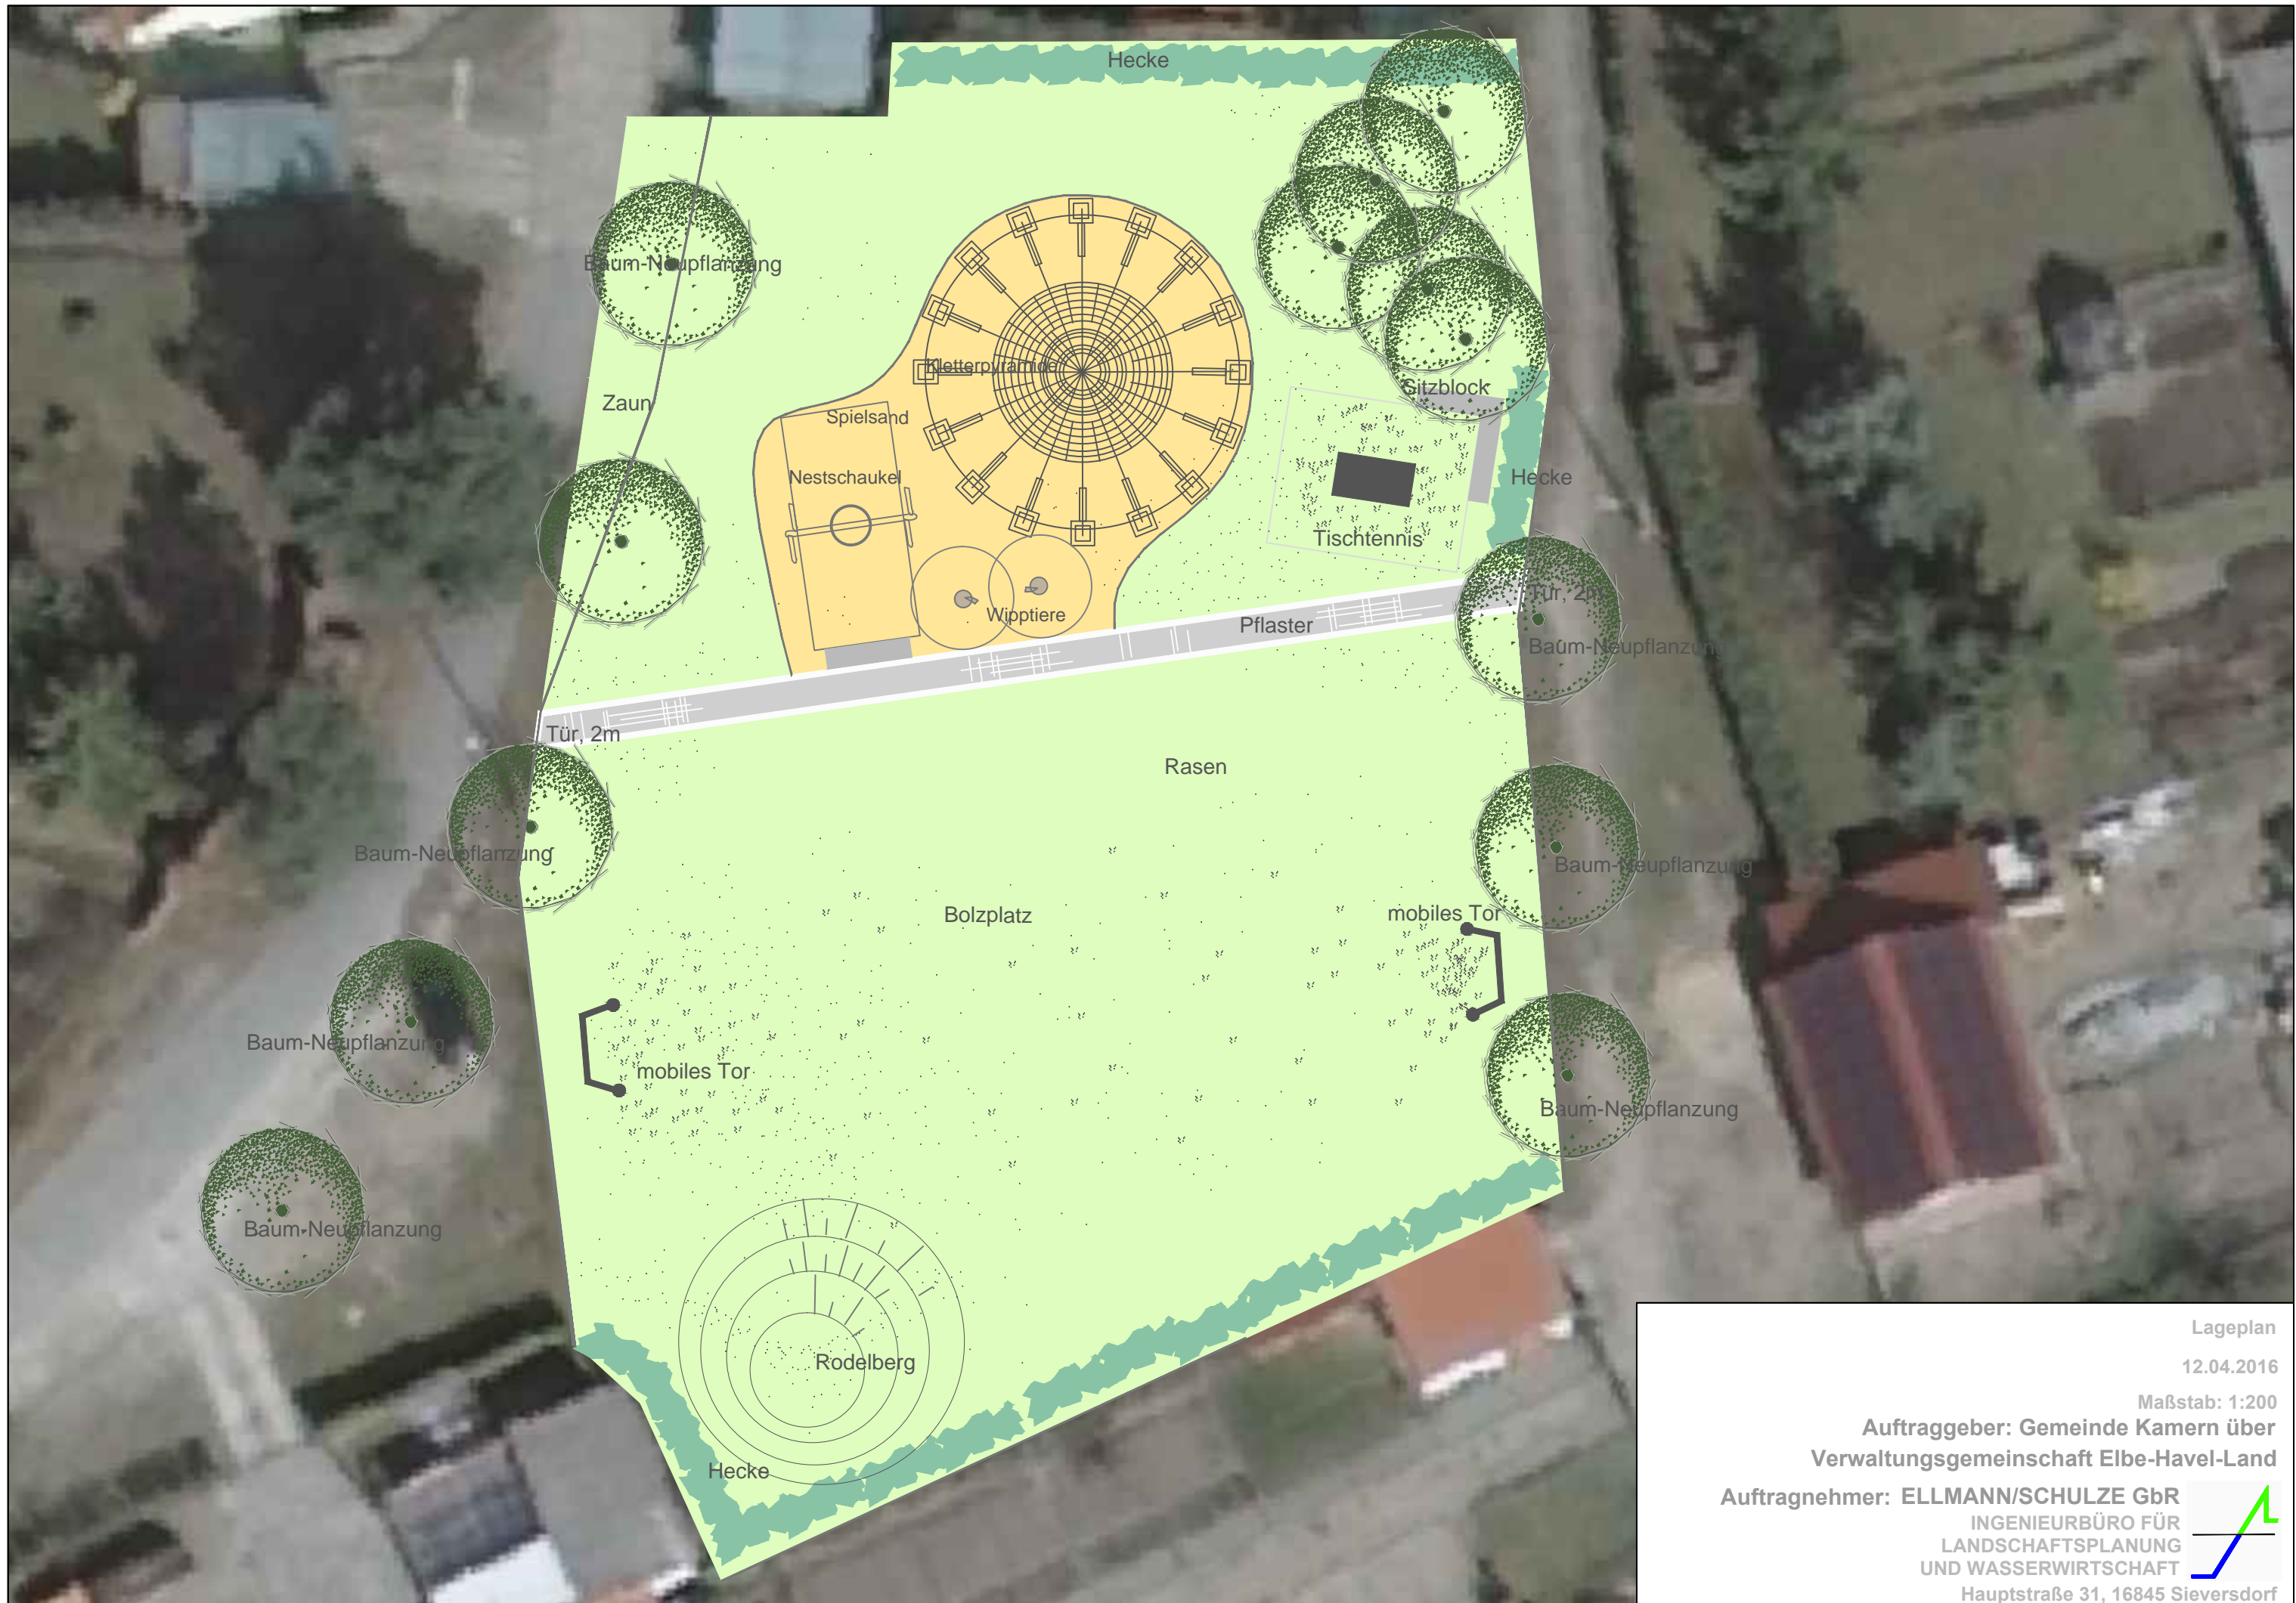 Hecke
Baum-Neupflanzung
Kletterpyramide
Sitzblock
Zaun
Spielsand
Nestschaukel
Hecke
Tischtennis
Tür, 2m
Wipptiere
Pflaster
Baum-Neupflanzung
Tür, 2m
Rasen
Baum-Neupflanzung
Baum-Neupflanzung
Bolzplatz
mobiles Tor
Baum-Neupflanzung
mobiles Tor
Baum-Neupflanzung
Baum-Neupflanzung
Rodelberg
Hecke
Lageplan
12.04.2016
Maßstab: 1:200
Auftraggeber: Gemeinde Kamern über
Verwaltungsgemeinschaft Elbe-Havel-Land
Auftragnehmer: ELLMANN/SCHULZE GbR
INGENIEURBÜRO FÜR
LANDSCHAFTSPLANUNG
UND WASSERWIRTSCHAFT
Hauptstraße 31, 16845 Sieversdorf